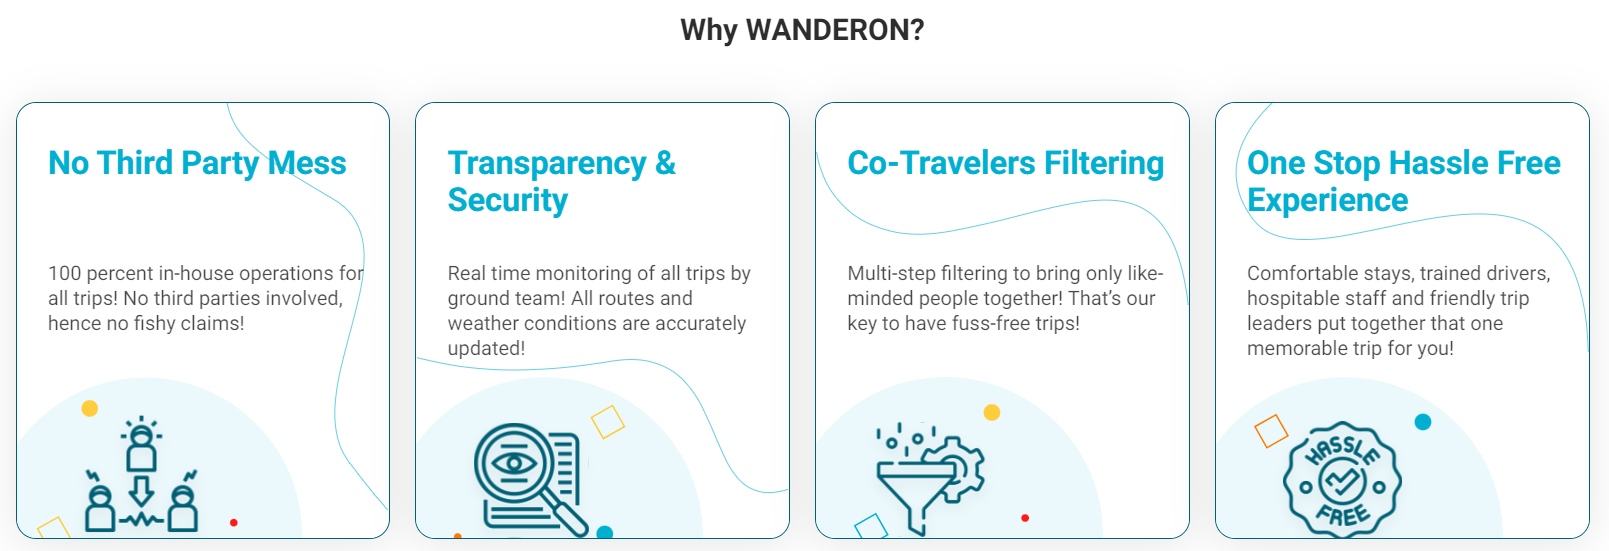 Why WANDERON?
No Third Party Mess
100 percent in-house operations for
all trips! No third parties involved,
hence no fishy claims!
Transparency &
Security
Real time monitoring of all trips by
ground team! All routes and
weather conditions are accurately
updated!
Co-Travelers Filtering
Multi-step filtering to bring only like-
minded people together! That’s our
key to have fuss-free trips!
One Stop Hassle Free
Experience
Comfortable stays, trained drivers,
hospitable staff and friendly trip
leaders put together that one
memorable trip for you!
HASSLE
FREE